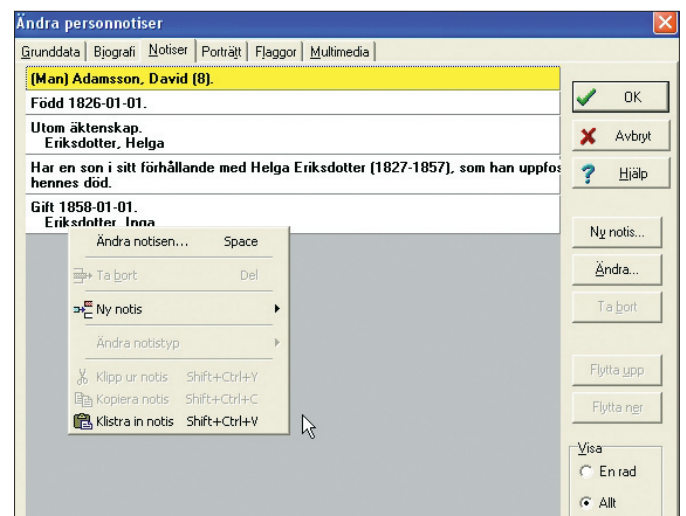 Ändra personnotiser
Grunddata Biografi Notiser Porträtt Flaggor Multimedia
(Man) Adamsson, David (8).
Född 1826-01-01.
Utom äktenskap.
Eriksdotter, Helga
Har en son i sitt förhållande med Helga Eriksdotter (1827-1857), som han uppfos
hennes död.
Gift 1858-01-01.
Eriksdotter, Inga
Ändra notisen... Space
Ta bort Del
Ny notis
Ändra notistyp
Klipp ur notis Shift+Ctrl+Y
Kopiera notis Shift+Ctrl+C
Klistra in notis Shift+Ctrl+V
OK
Avbryt
Hjälp
Ny notis...
Ändra...
Ta bort
Flytta upp
Flytta ner
Visa
En rad
Allt